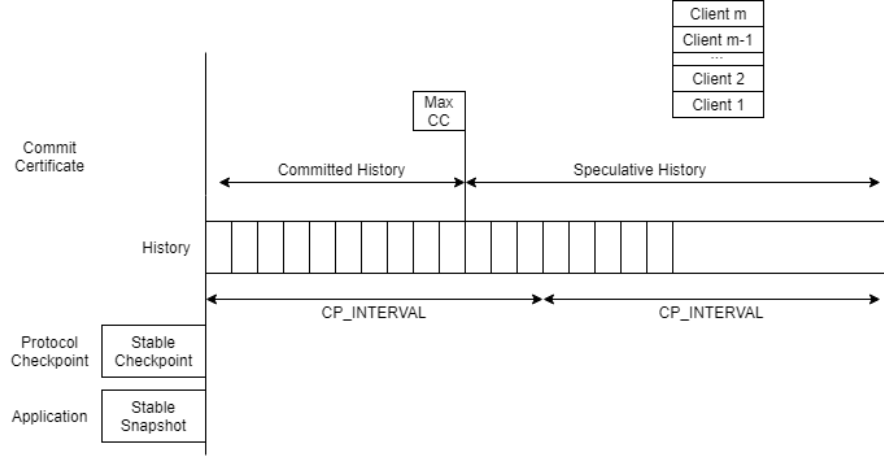 Client m
Client m-1
...
Client 2
Client 1
Max
CC
Commit
Certificate
Committed History
Speculative History
History
CP_INTERVAL
CP_INTERVAL
Protocol
Checkpoint
Stable
Checkpoint
Application
Stable
Snapshot